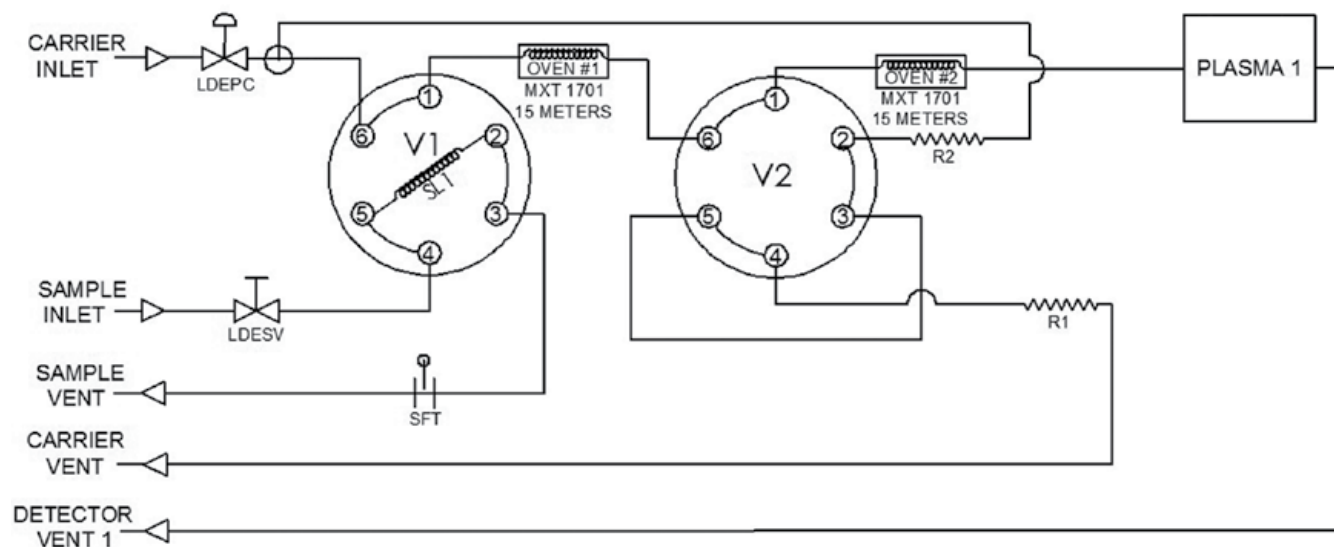 CARRIER
INLET
LDEPC
1
2
3
4
5
6
V1
SL1
OVEN #1
MXT 1701
15 METERS
1
2
3
4
5
6
V2
OVEN #2
MXT 1701
15 METERS
R2
PLASMA 1
SAMPLE
INLET
LDESV
R1
SAMPLE
VENT
SFT
CARRIER
VENT
DETECTOR
VENT 1